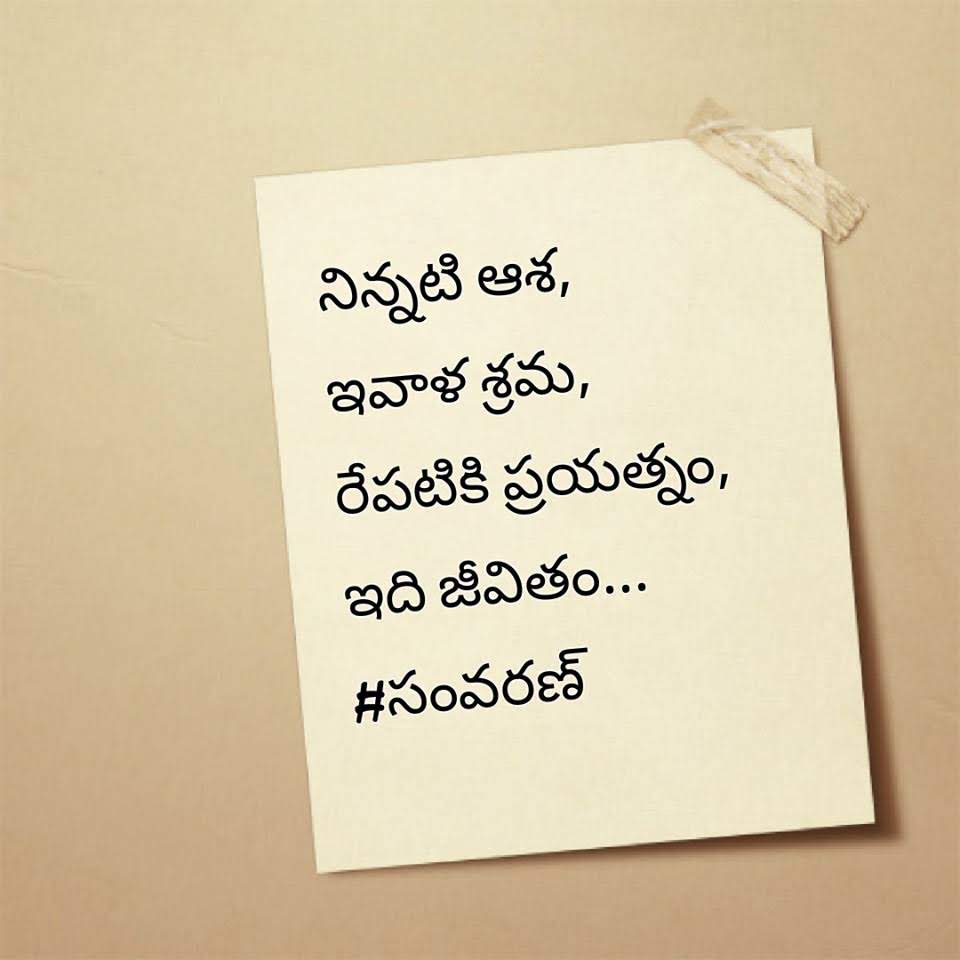 నిన్నటి ఆశ,
ఇవాళ శ్రమ,
రేపటికి ప్రయత్నం,
ఇది జీవితం...
#సంవరణ్